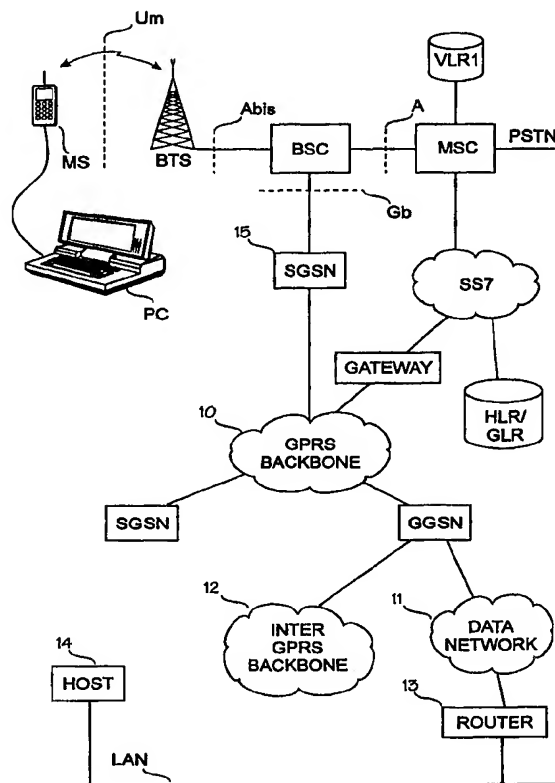 Um
VLR1
Abis
A
BSC
MSC
PSTN
MS
BTS
Gb
15
SGSN
SS7
PC
GATEWAY
HLR/
GLR
10
GPRS
BACKBONE
SGSN
GGSN
12
11
INTER
GPRS
BACKBONE
DATA
NETWORK
14
HOST
13
ROUTER
LAN